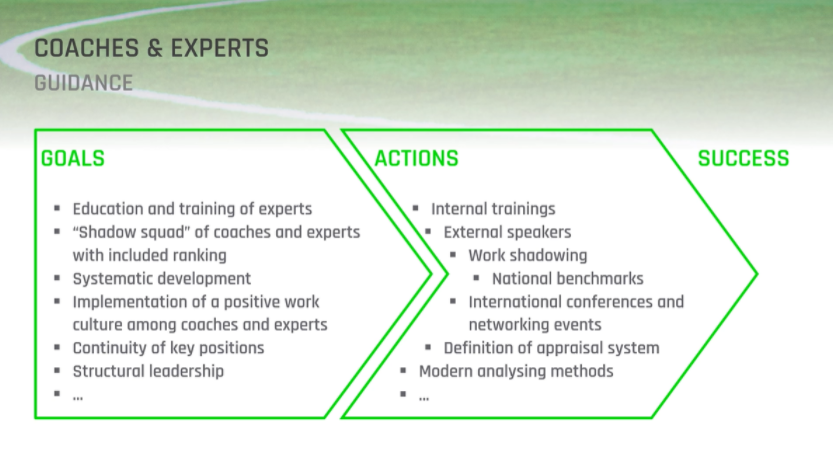 COACHES & EXPERTS
GUIDANCE
GOALS
▪ Education and training of experts
▪ “Shadow squad” of coaches and experts
with included ranking
▪ Systematic development
▪ Implementation of a positive work
culture among coaches and experts
▪ Continuity of key positions
▪ Structural leadership
▪ ...
ACTIONS
▪ Internal trainings
▪ External speakers
▪ Work shadowing
▪ National benchmarks
▪ International conferences and
networking events
▪ Definition of appraisal system
▪ Modern analysing methods
▪ ...
SUCCESS